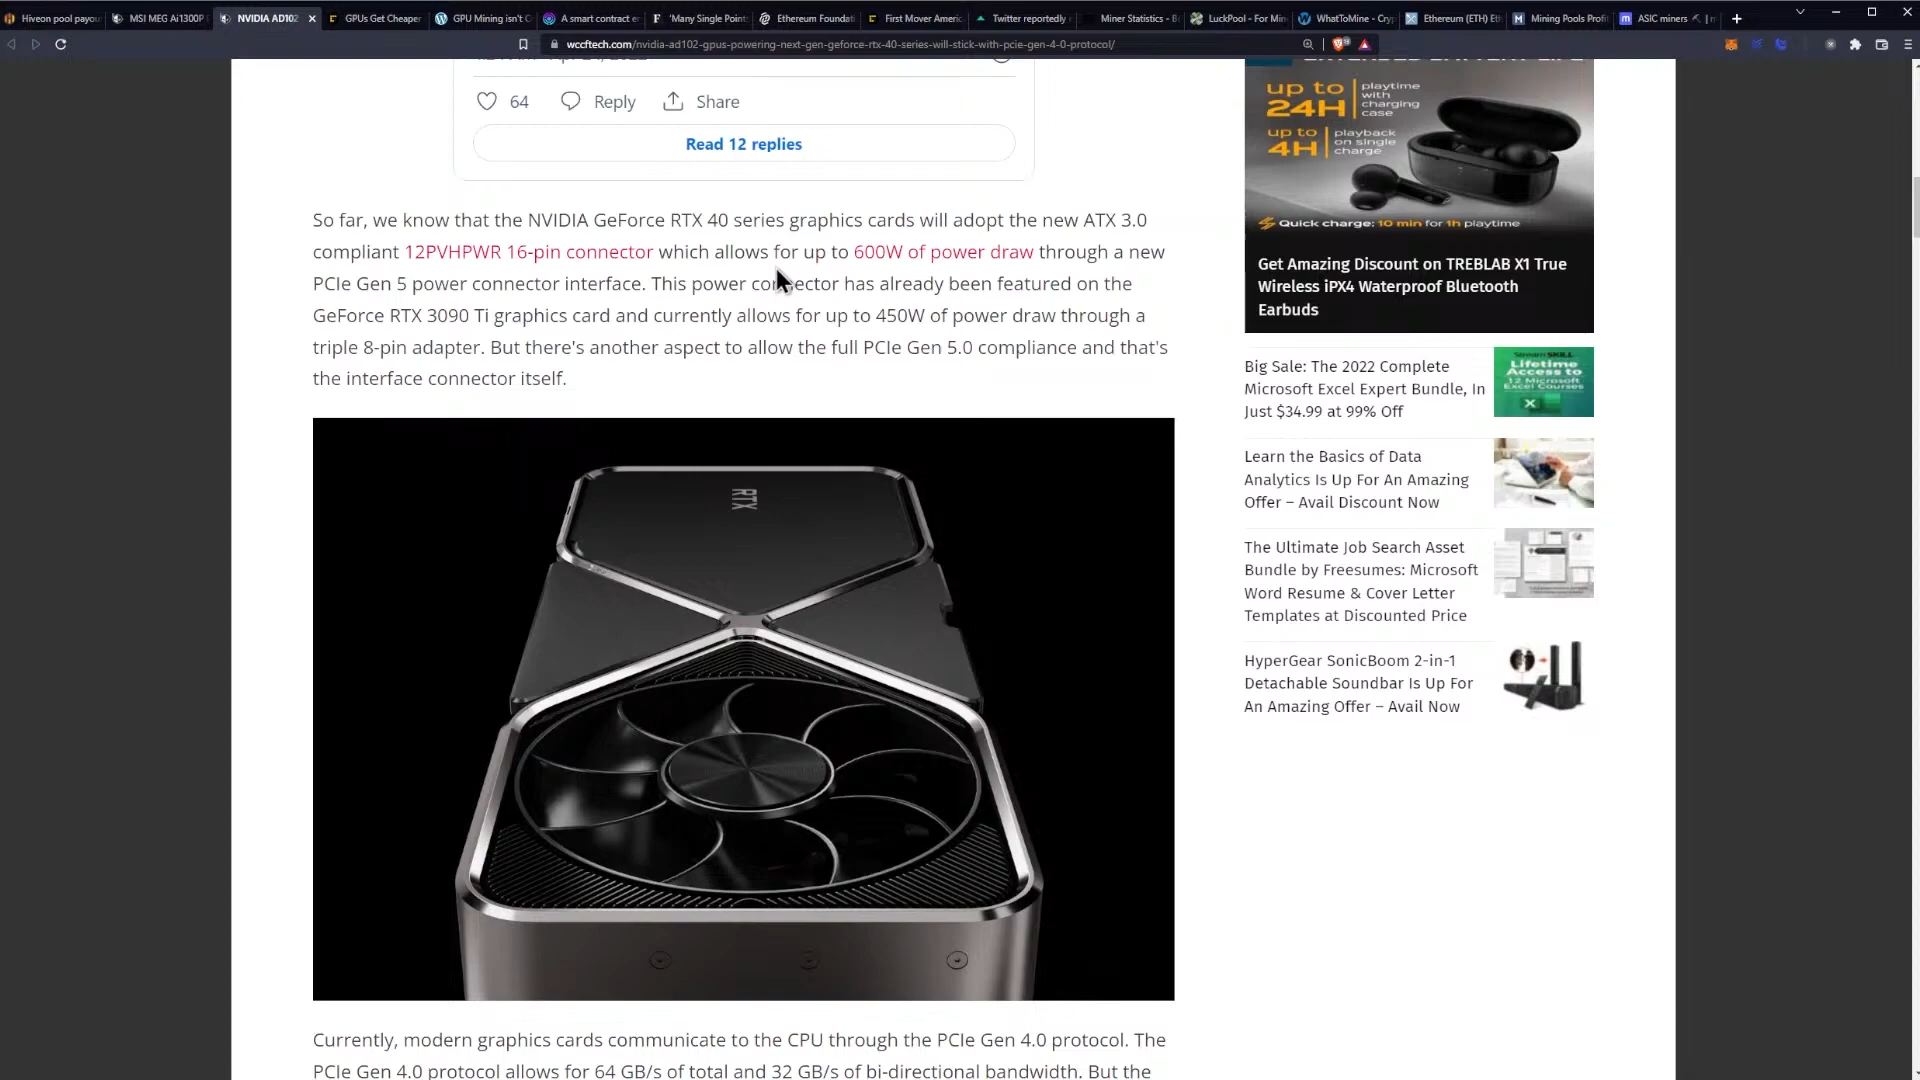 Hiveon pool payou
MSI MEG Ai1300P
NVIDIA AD102
GPUs Get Cheaper
GPU Mining isn't C
A smart contract e
'Many Single Point
Ethereum Foundati
First Mover Americ
Twitter reportedly
Miner Statistics - B
LuckPool - For Min
WhatToMine - Cryp
Ethereum (ETH) Et
Mining Pools Profit
ASIC miners
wccftech.com/nvidia-ad102-gpus-powering-next-gen-geforce-rtx-40-series-will-stick-with-pcie-gen-4-0-protocol/
64 Reply Share
Read 12 replies
So far, we know that the NVIDIA GeForce RTX 40 series graphics cards will adopt the new ATX 3.0
compliant 12PVHPWR 16-pin connector which allows for up to 600W of power draw through a new
PCIe Gen 5 power connector interface. This power connector has already been featured on the
GeForce RTX 3090 Ti graphics card and currently allows for up to 450W of power draw through a
triple 8-pin adapter. But there's another aspect to allow the full PCIe Gen 5.0 compliance and that's
the interface connector itself.
RTX
Currently, modern graphics cards communicate to the CPU through the PCIe Gen 4.0 protocol. The
PCIe Gen 4.0 protocol allows for 64 GB/s of total and 32 GB/s of bi-directional bandwidth. But the
EXTENDED BATTERY LIFE
up to
24H
playtime
with
charging
case
up to
4H
playback
on single
charge
Quick charge: 10 min for 1h playtime
Get Amazing Discount on TREBLAB X1 True
Wireless iPX4 Waterproof Bluetooth
Earbuds
Big Sale: The 2022 Complete
Microsoft Excel Expert Bundle, In
Just $34.99 at 99% Off
Stream SKILL
Lifetime
Access to
12 Microsoft
Excel Courses
Learn the Basics of Data
Analytics Is Up For An Amazing
Offer – Avail Discount Now
The Ultimate Job Search Asset
Bundle by Freesumes: Microsoft
Word Resume & Cover Letter
Templates at Discounted Price
HyperGear SonicBoom 2-in-1
Detachable Soundbar Is Up For
An Amazing Offer – Avail Now